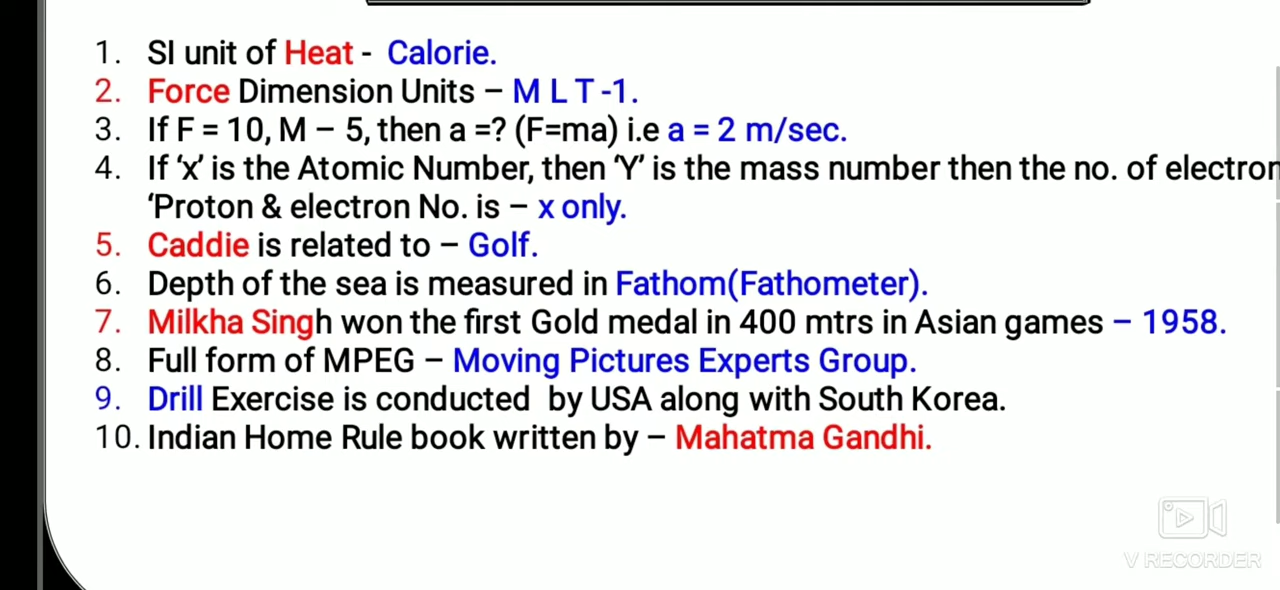 1. SI unit of Heat - Calorie.
2. Force Dimension Units – M L T -1.
3. If F = 10, M – 5, then a =? (F=ma) i.e a = 2 m/sec.
4. If ‘x’ is the Atomic Number, then ‘Y’ is the mass number then the no. of electron
‘Proton & electron No. is – x only.
5. Caddie is related to – Golf.
6. Depth of the sea is measured in Fathom(Fathometer).
7. Milkha Singh won the first Gold medal in 400 mtrs in Asian games – 1958.
8. Full form of MPEG – Moving Pictures Experts Group.
9. Drill Exercise is conducted by USA along with South Korea.
10. Indian Home Rule book written by – Mahatma Gandhi.
V RECORDER